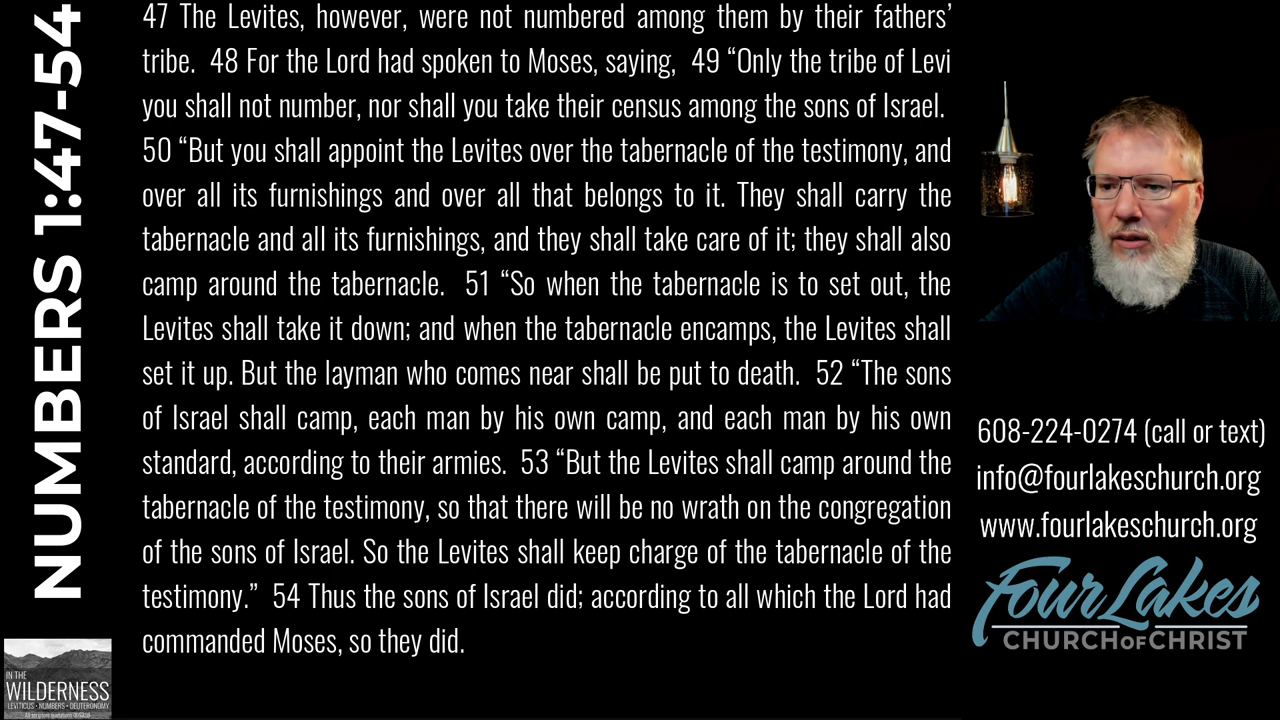 NUMBERS 1:47-54
47 The Levites, however, were not numbered among them by their fathers’
tribe. 48 For the Lord had spoken to Moses, saying, 49 “Only the tribe of Levi
you shall not number, nor shall you take their census among the sons of Israel.
50 “But you shall appoint the Levites over the tabernacle of the testimony, and
over all its furnishings and over all that belongs to it. They shall carry the
tabernacle and all its furnishings, and they shall take care of it; they shall also
camp around the tabernacle. 51 “So when the tabernacle is to set out, the
Levites shall take it down; and when the tabernacle encamps, the Levites shall
set it up. But the layman who comes near shall be put to death. 52 “The sons
of Israel shall camp, each man by his own camp, and each man by his own
standard, according to their armies. 53 “But the Levites shall camp around the
tabernacle of the testimony, so that there will be no wrath on the congregation
of the sons of Israel. So the Levites shall keep charge of the tabernacle of the
testimony.” 54 Thus the sons of Israel did; according to all which the Lord had
commanded Moses, so they did.
608-224-0274 (call or text)
info@fourlakeschurch.org
www.fourlakeschurch.org
Four Lakes
CHURCH OF CHRIST
IN THE
WILDERNESS
LEVITICUS • NUMBERS • DEUTERONOMY